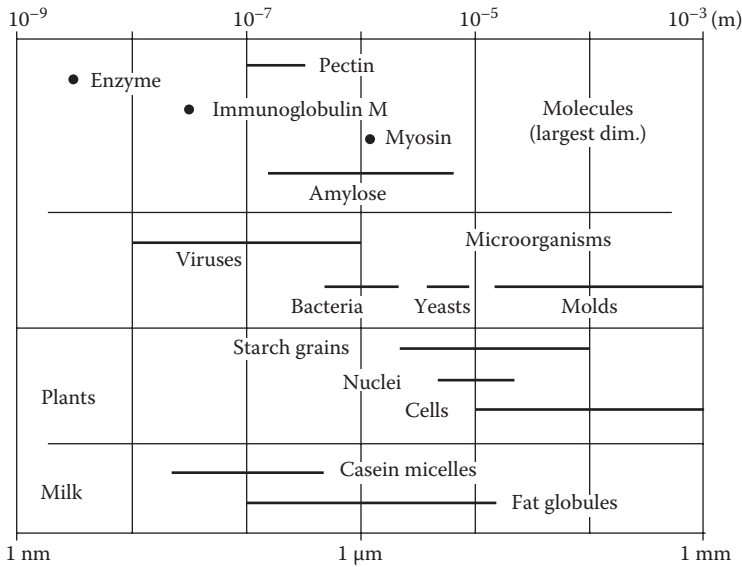 10⁻⁹ 10⁻⁷ 10⁻⁵ 10⁻³ (m)
Pectin
Enzyme
Immunoglobulin M
Molecules
(largest dim.)
Myosin
Amylose
Microorganisms
Viruses
Bacteria Yeasts Molds
Starch grains
Nuclei
Plants
Cells
Casein micelles
Milk
Fat globules
1 nm 1 μm 1 mm